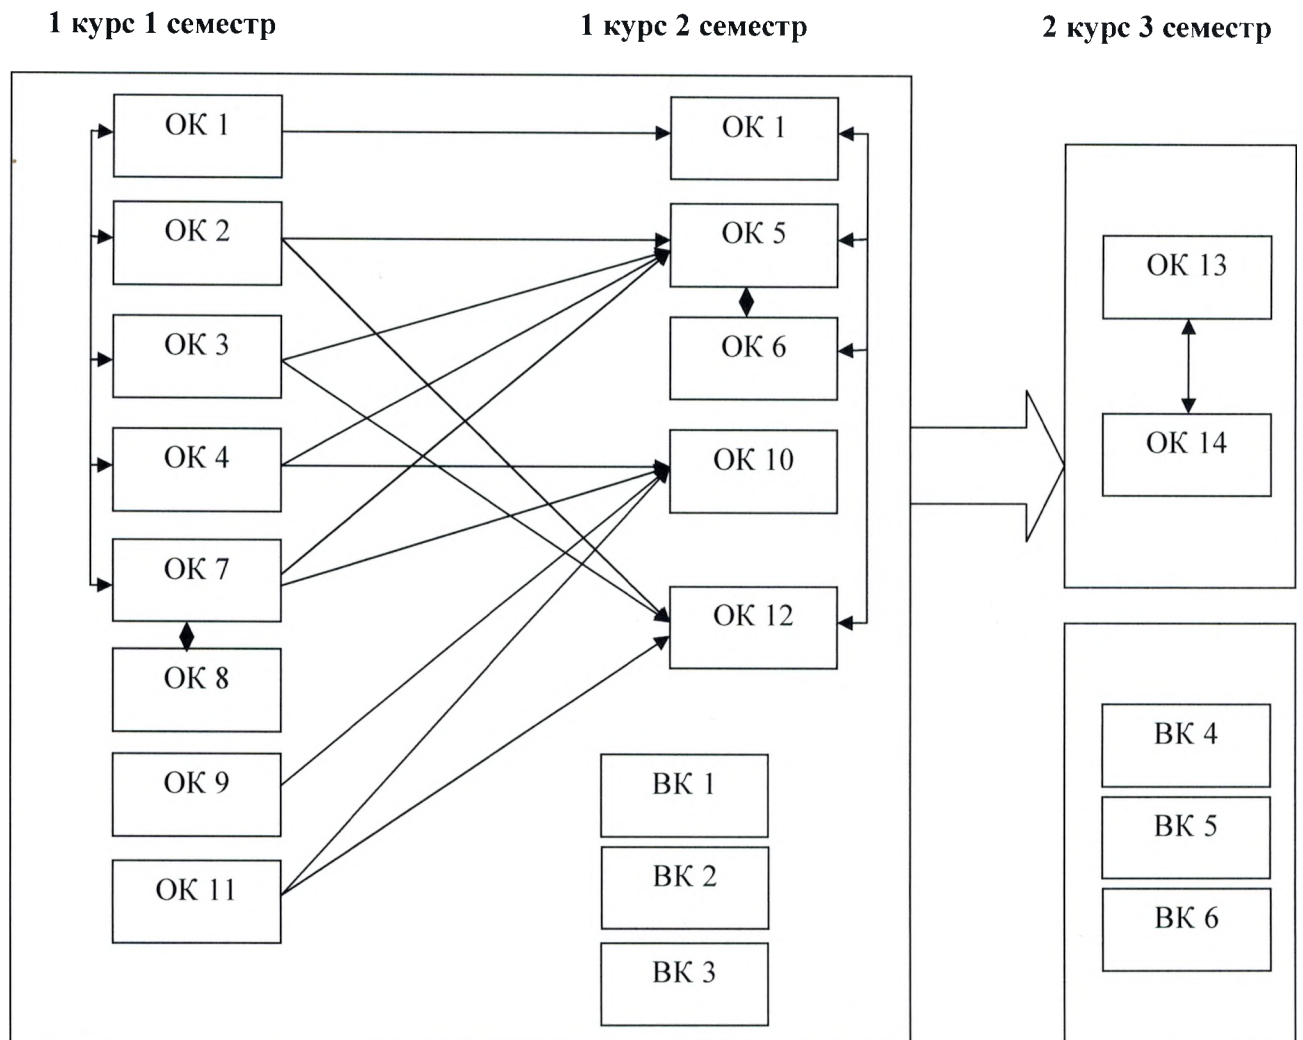 1 курс 1 семестр
1 курс 2 семестр
2 курс 3 семестр
ОК 1
ОК 2
ОК 3
ОК 4
ОК 7
ОК 8
ОК 9
ОК 11
ОК 1
ОК 5
ОК 6
ОК 10
ОК 12
ВК 1
ВК 2
ВК 3
ОК 13
ОК 14
ВК 4
ВК 5
ВК 6